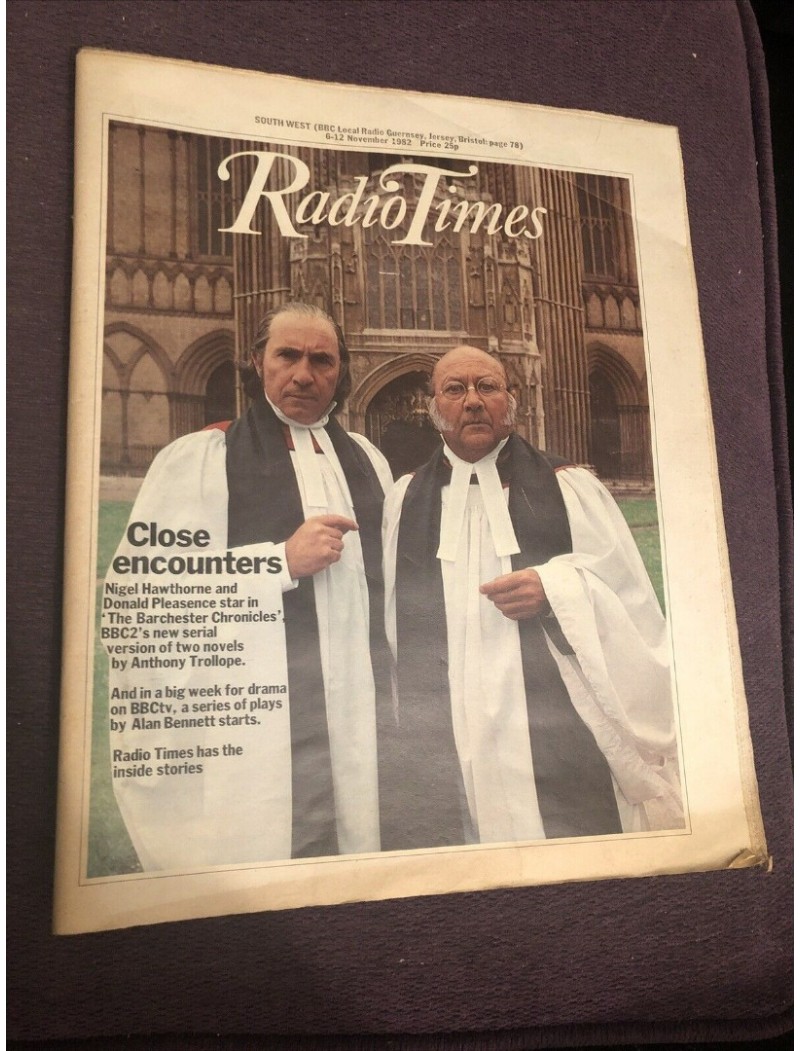 SOUTH WEST (BBC Local Radio Guernsey, Jersey, Bristol: page 78)
6-12 November 1982 Price 25p
Radio Times
Close
encounters
Nigel Hawthorne and
Donald Pleasence star in
‘The Barchester Chronicles’,
BBC2's new serial
version of two novels
by Anthony Trollope.
And in a big week for drama
on BBCtv, a series of plays
by Alan Bennett starts.
Radio Times has the
inside stories